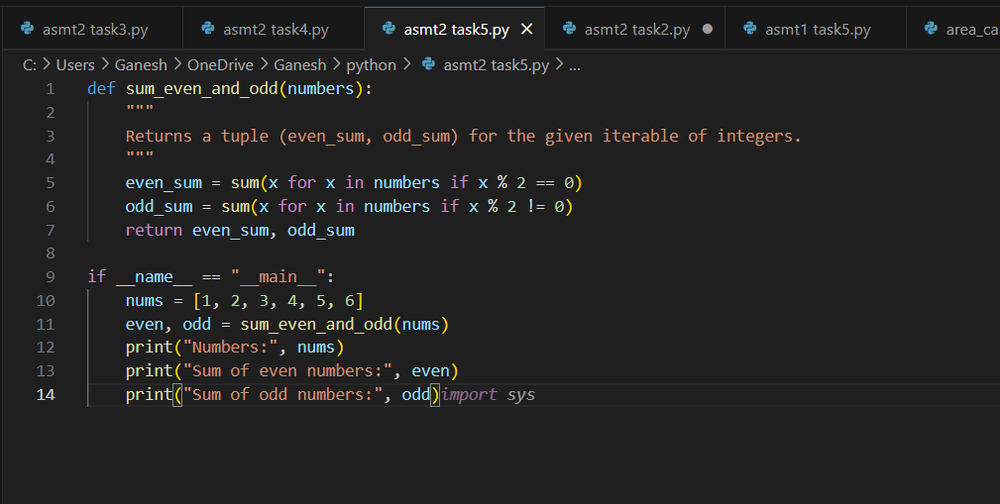 asmt2 task3.py asmt2 task4.py asmt2 task5.py asmt2 task2.py asmt1 task5.py area_ca
C: > Users > Ganesh > OneDrive > Ganesh > python > asmt2 task5.py > ...
1 def sum_even_and_odd(numbers):
2     """
3     Returns a tuple (even_sum, odd_sum) for the given iterable of integers.
4     """
5     even_sum = sum(x for x in numbers if x % 2 == 0)
6     odd_sum = sum(x for x in numbers if x % 2 != 0)
7     return even_sum, odd_sum
8
9 if __name__ == "__main__":
10     nums = [1, 2, 3, 4, 5, 6]
11     even, odd = sum_even_and_odd(nums)
12     print("Numbers:", nums)
13     print("Sum of even numbers:", even)
14     print("Sum of odd numbers:", odd)import sys